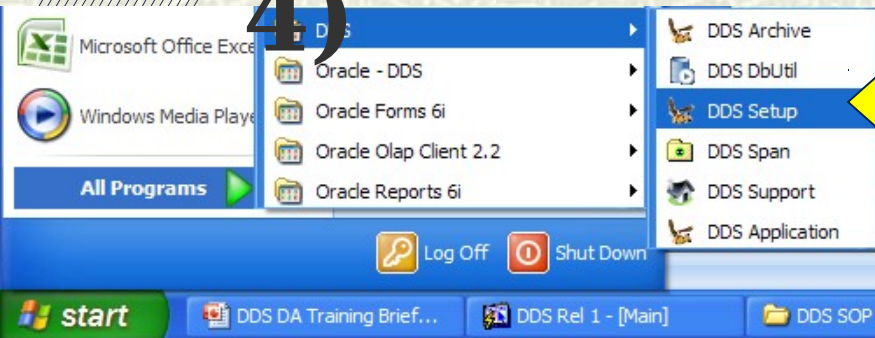 4)
Microsoft Office Exce
Windows Media Playe
All Programs
Oracle - DDS
Oracle Forms 6i
Oracle Olap Client 2.2
Oracle Reports 6i
DDS Archive
DDS DbUtil
DDS Setup
DDS Span
DDS Support
DDS Application
Log Off
Shut Down
start
DDS DA Training Brief...
DDS Rel 1 - [Main]
DDS SOP